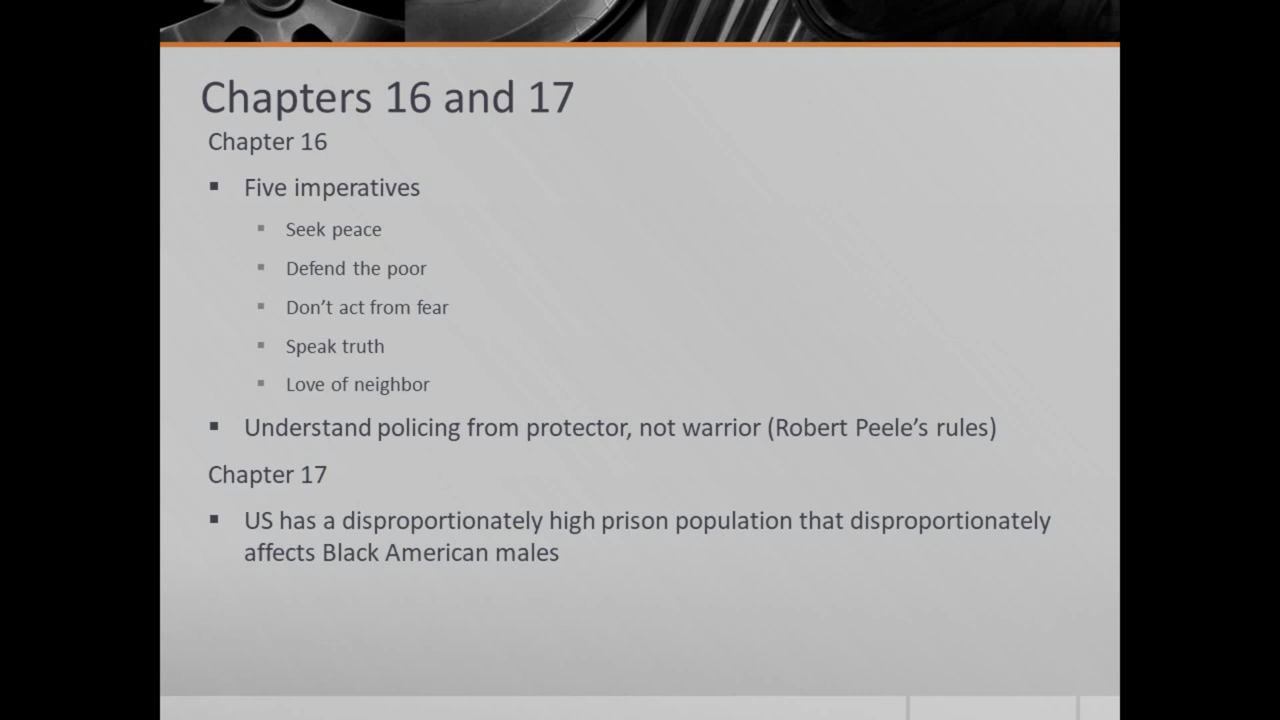 Chapters 16 and 17
Chapter 16
▪ Five imperatives
▪ Seek peace
▪ Defend the poor
▪ Don’t act from fear
▪ Speak truth
▪ Love of neighbor
▪ Understand policing from protector, not warrior (Robert Peele’s rules)
Chapter 17
▪ US has a disproportionately high prison population that disproportionately
affects Black American males